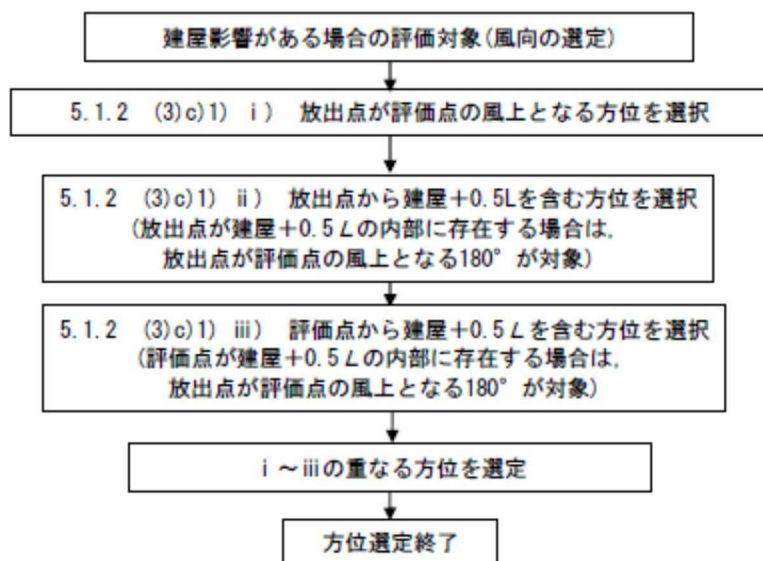 建屋影響がある場合の評価対象(風向の選定)
5.1.2 (3)c)1) ⅰ) 放出点が評価点の風上となる方位を選択
5.1.2 (3)c)1) ⅱ) 放出点から建屋+0.5Lを含む方位を選択
(放出点が建屋+0.5Lの内部に存在する場合は,
放出点が評価点の風上となる180°が対象)
5.1.2 (3)c)1) ⅲ) 評価点から建屋+0.5Lを含む方位を選択
(評価点が建屋+0.5Lの内部に存在する場合は,
放出点が評価点の風上となる180°が対象)
ⅰ~ⅲの重なる方位を選定
方位選定終了